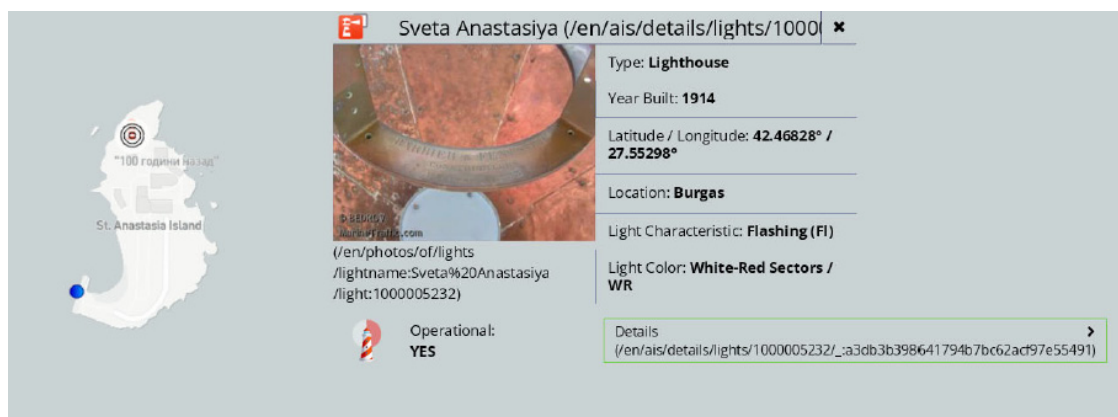 Sveta Anastasiya (/en/ais/details/lights/1000
Type: Lighthouse
Year Built: 1914
Latitude / Longitude: 42.46828° /
27.55298°
Location: Burgas
Light Characteristic: Flashing (Fl)
Light Color: White-Red Sectors /
WR
"100 години назад"
St. Anastasia Island
MarineTraffic.com
(/en/photos/of/lights
/lightname:Sveta%20Anastasiya
/light:1000005232)
Operational:
YES
Details
(/en/ais/details/lights/1000005232/_:a3db3b398641794b7bc62acf97e55491)